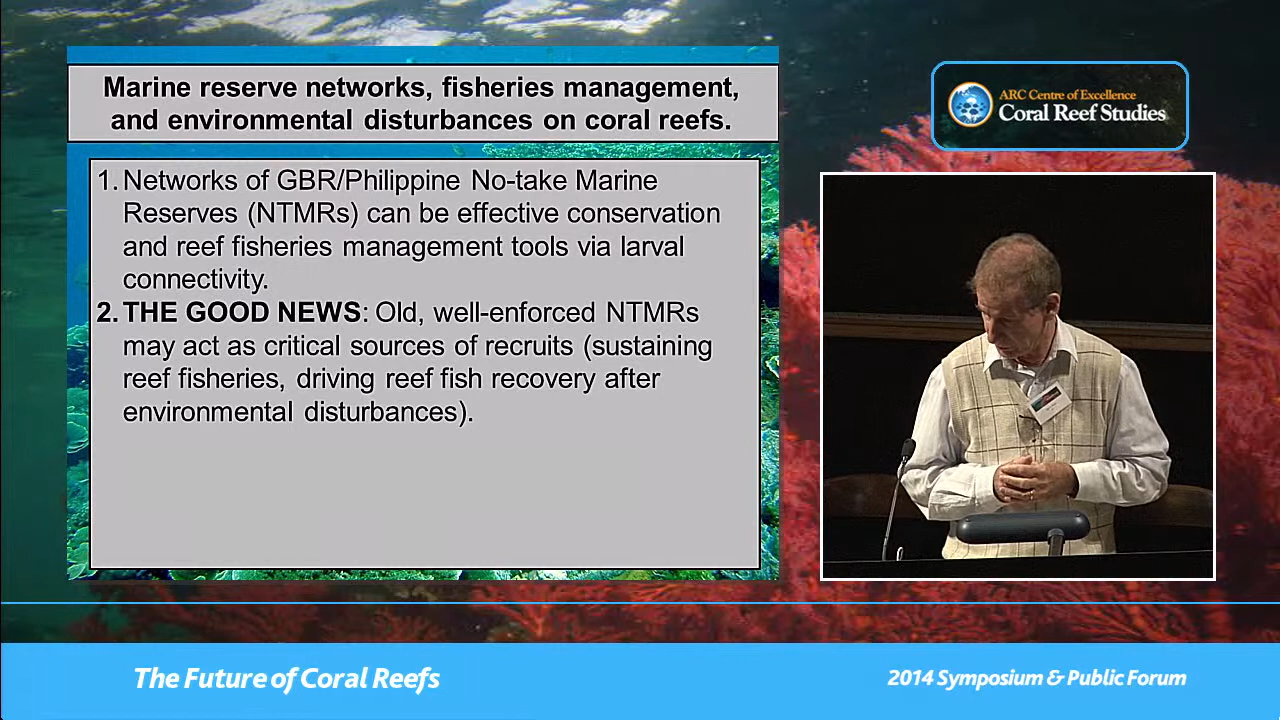 Marine reserve networks, fisheries management,
and environmental disturbances on coral reefs.
1. Networks of GBR/Philippine No-take Marine
Reserves (NTMRs) can be effective conservation
and reef fisheries management tools via larval
connectivity.
2. THE GOOD NEWS: Old, well-enforced NTMRs
may act as critical sources of recruits (sustaining
reef fisheries, driving reef fish recovery after
environmental disturbances).
ARC Centre of Excellence
Coral Reef Studies
The Future of Coral Reefs
2014 Symposium & Public Forum